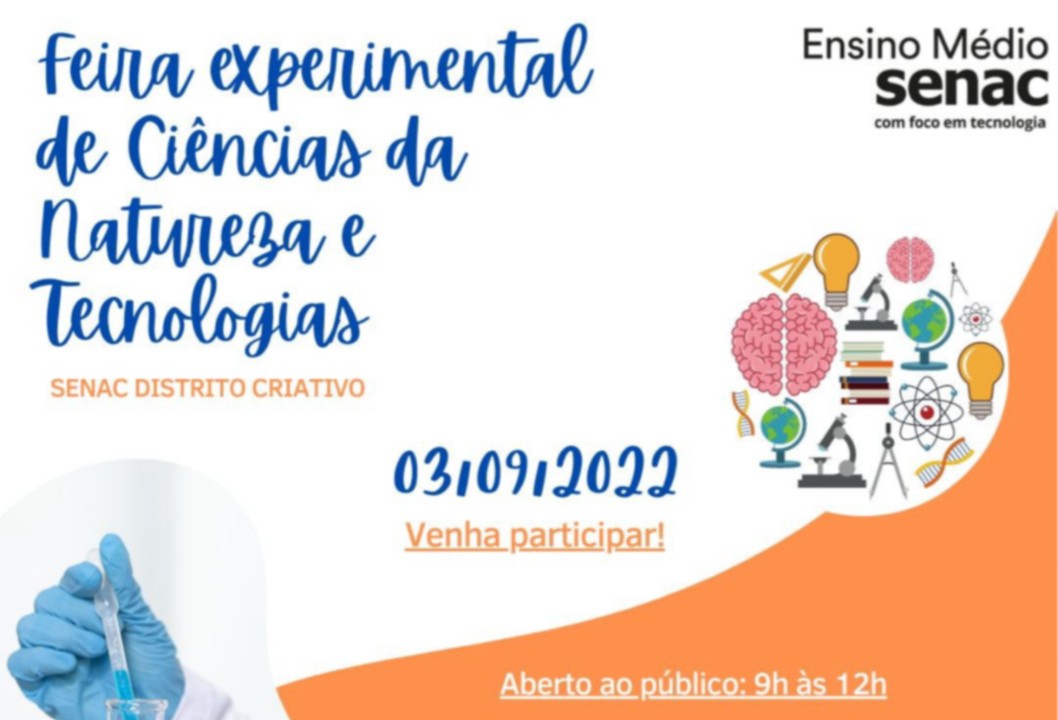 Feira experimental
de Ciências da
Natureza e
Tecnologias
SENAC DISTRITO CRIATIVO
Ensino Médio
senac
com foco em tecnologia
03/09/2022
Venha participar!
Aberto ao público: 9h às 12h